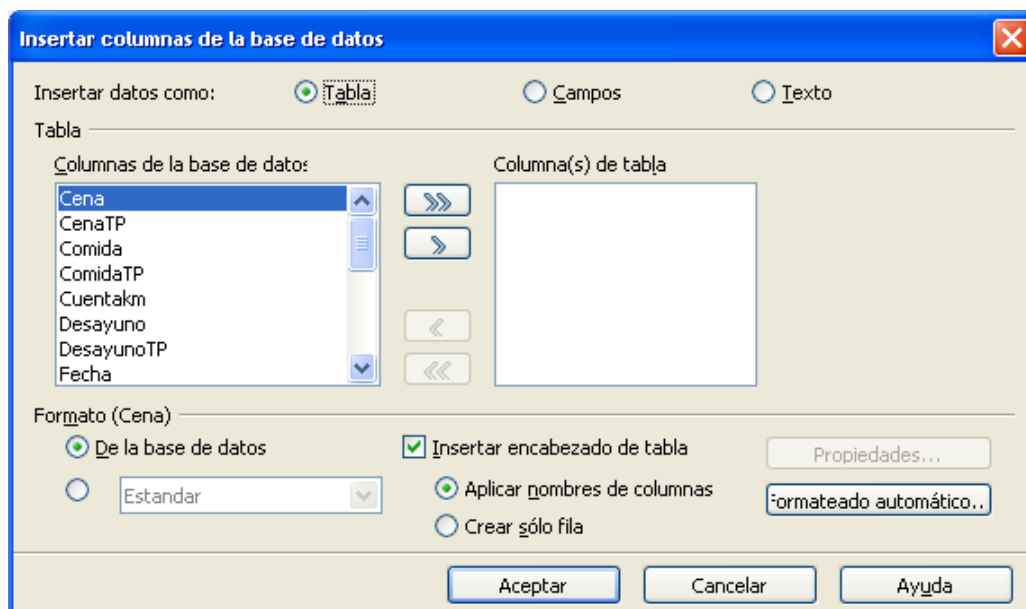 Insertar columnas de la base de datos
Insertar datos como: Tabla Campos Texto
Tabla
Columnas de la base de datos Columna(s) de tabla
Cena
CenaTP
Comida
ComidaTP
Cuentakm
Desayuno
DesayunoTP
Fecha
Formato (Cena)
De la base de datos
Estandar
Insertar encabezado de tabla
Aplicar nombres de columnas
Crear sólo fila
Propiedades...
Formateado automático..
Aceptar Cancelar Ayuda